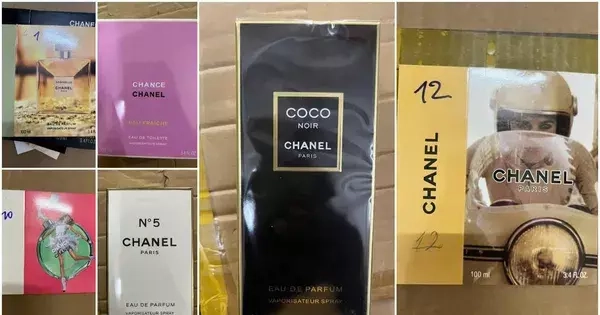 1
CHANEL
CHANEL
CHANCE
CHANEL
EAU DE TOILETTE
COCO
NOIR
CHANEL
PARIS
EAU DE PARFUM
VAPORISATEUR SPRAY
12
CHANEL
12
CHANEL
PARIS
100 ml
3.4 FL.OZ.
N°5
CHANEL
PARIS
EAU DE PARFUM
VAPORISATEUR SPRAY